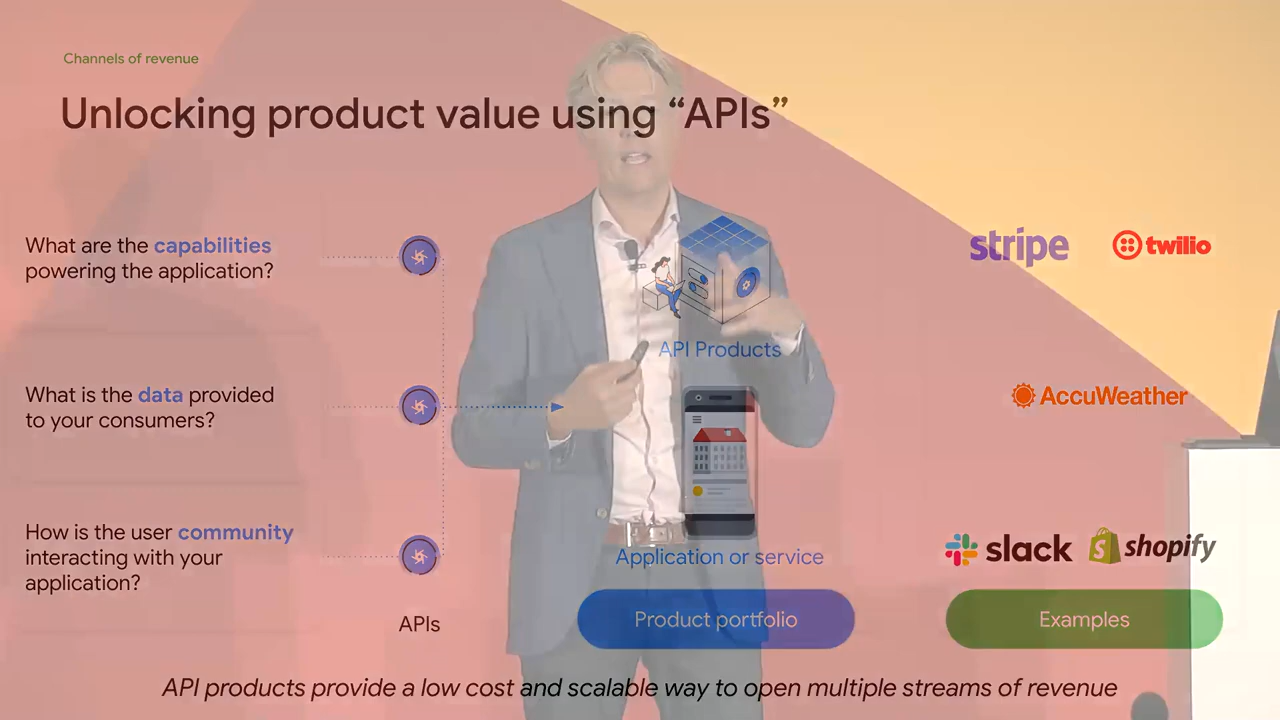 Channels of revenue
Unlocking product value using “APIs”
What are the capabilities
powering the application?
stripe
twilio
API Products
What is the data provided
to your consumers?
AccuWeather
How is the user community
interacting with your
application?
slack
shopify
Application or service
APIs
Product portfolio
Examples
API products provide a low cost and scalable way to open multiple streams of revenue